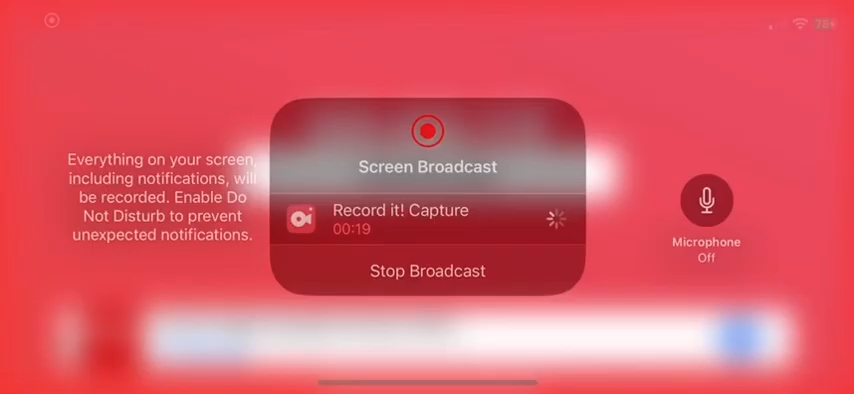 78
Everything on your screen,
including notifications, will
be recorded. Enable Do
Not Disturb to prevent
unexpected notifications.
Screen Broadcast
Record it! Capture
00:19
Stop Broadcast
Microphone
Off